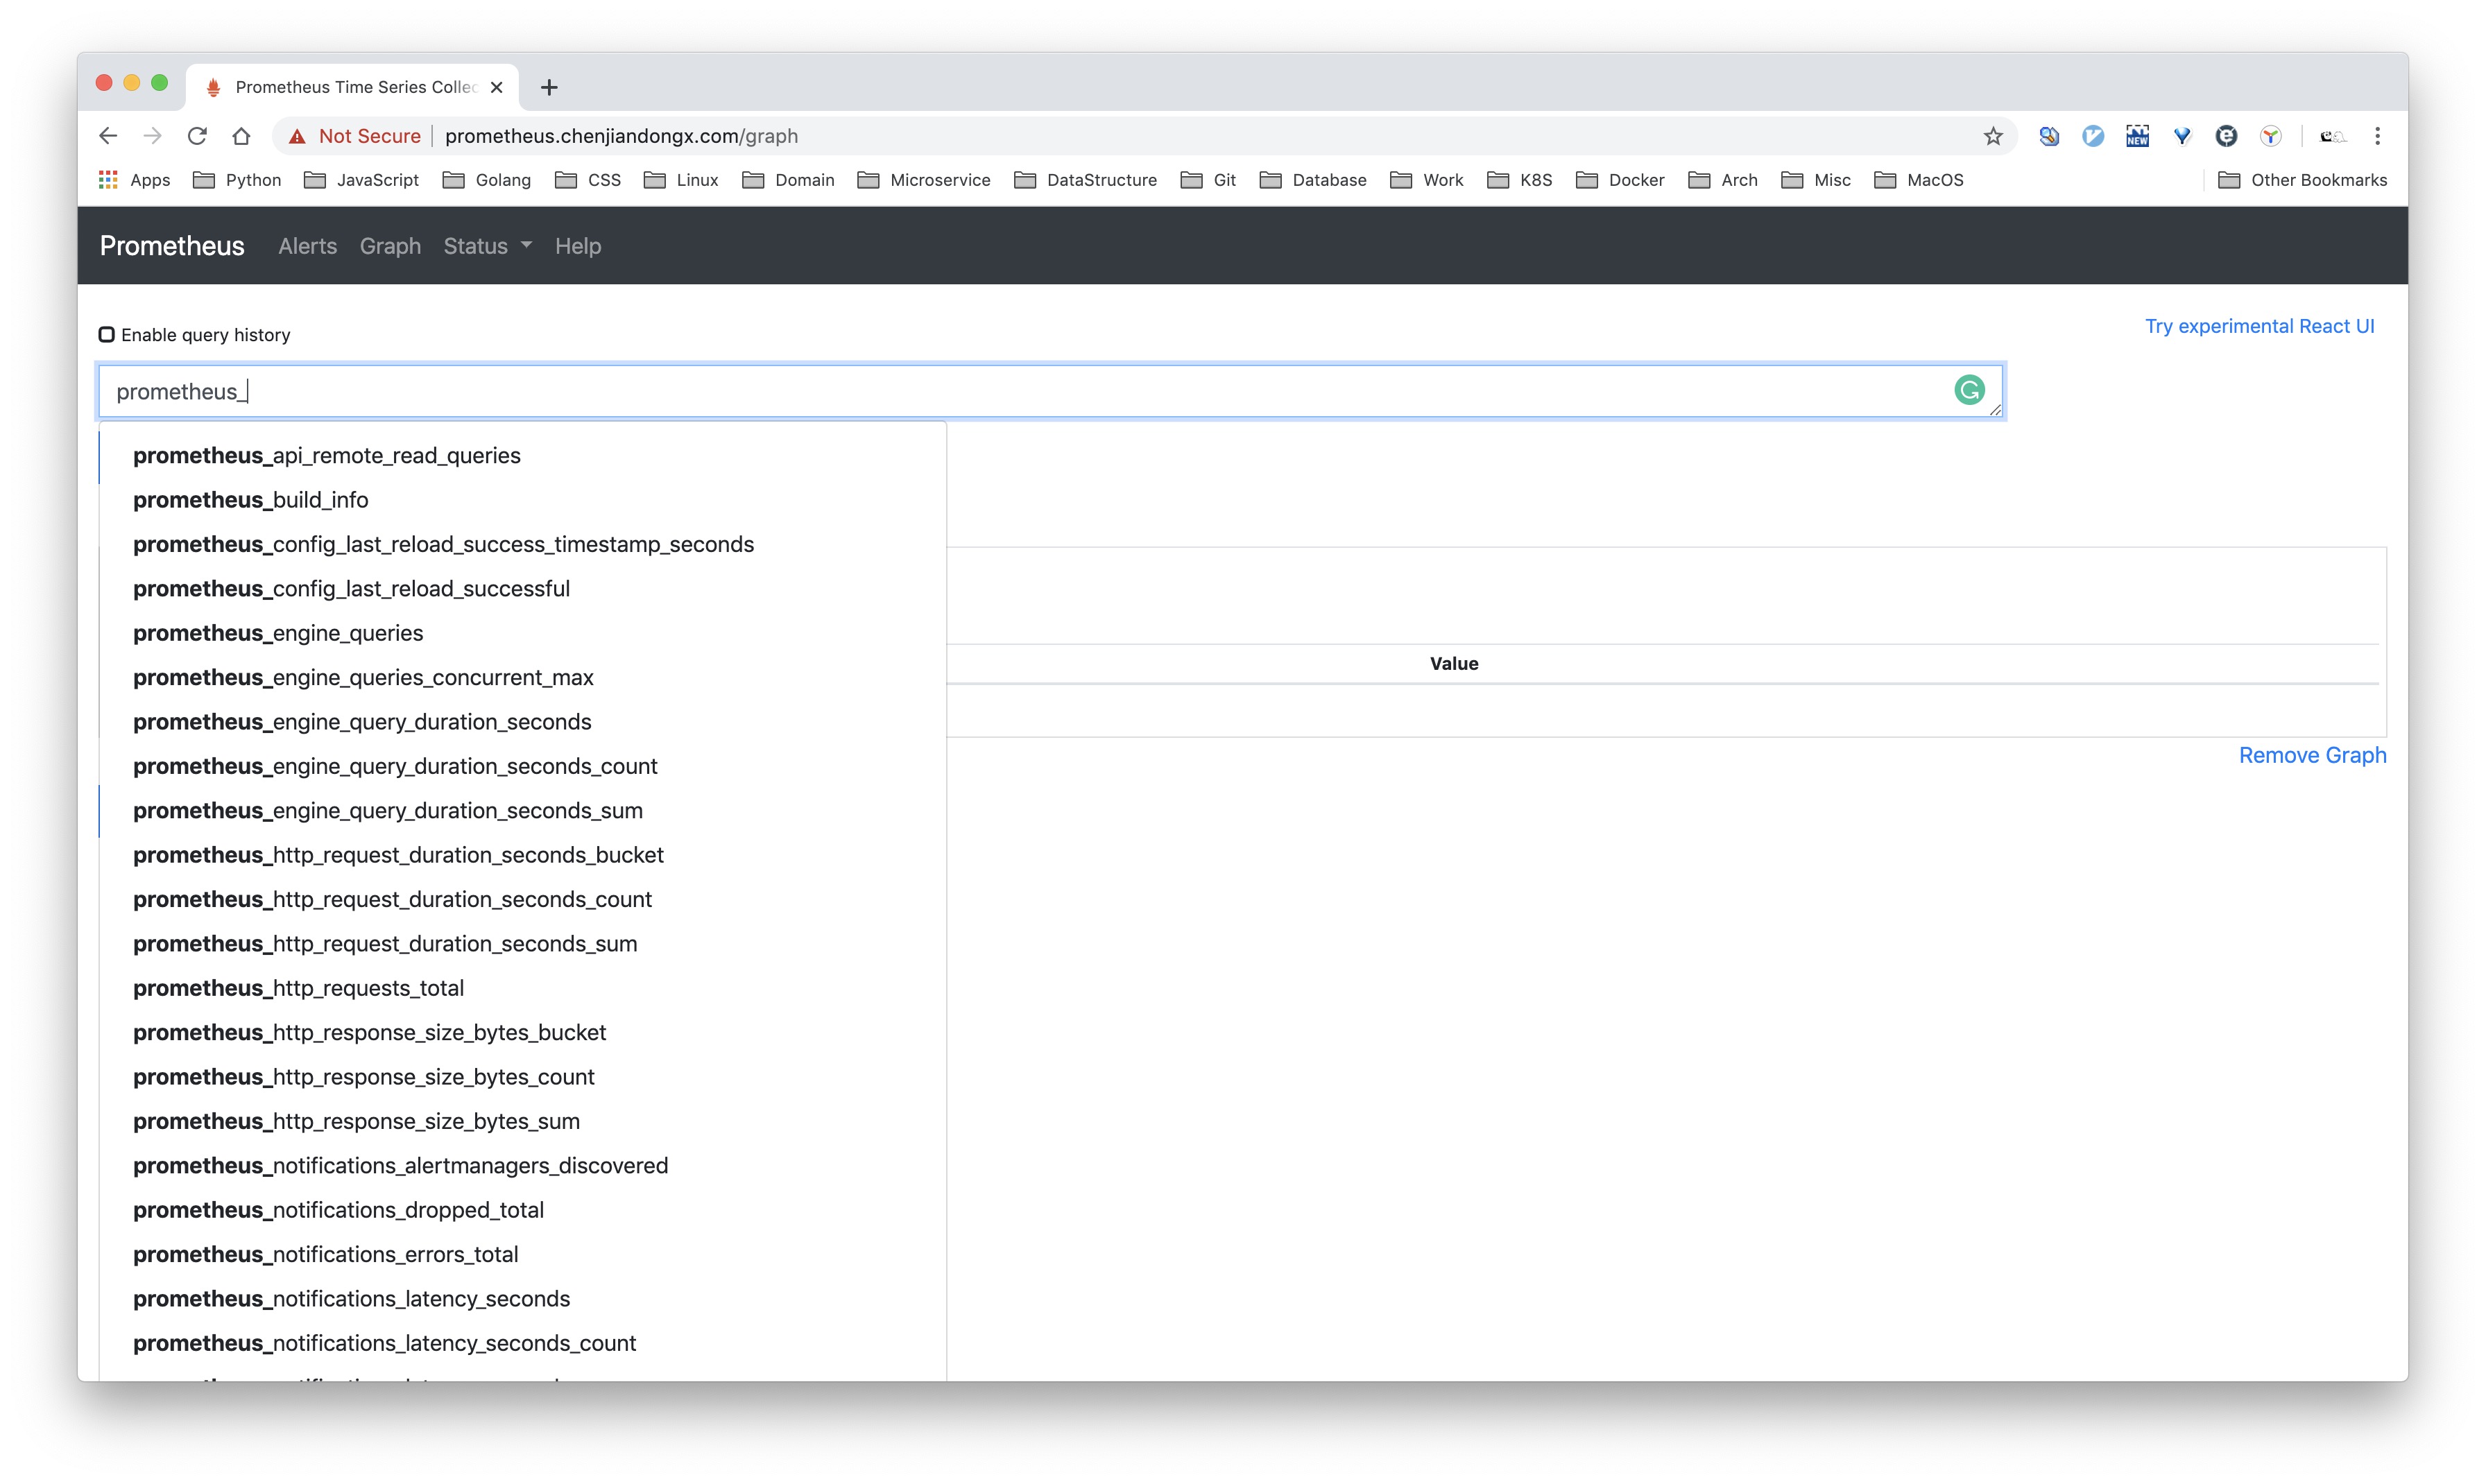 Prometheus Time Series Collec
Not Secure prometheus.chenjiandongx.com/graph
NEW
Apps Python JavaScript Golang CSS Linux Domain Microservice DataStructure Git Database Work K8S Docker Arch Misc MacOS Other Bookmarks
Prometheus Alerts Graph Status Help
Enable query history
Try experimental React UI
prometheus_
prometheus_api_remote_read_queries
prometheus_build_info
prometheus_config_last_reload_success_timestamp_seconds
prometheus_config_last_reload_successful
prometheus_engine_queries
prometheus_engine_queries_concurrent_max
Value
prometheus_engine_query_duration_seconds
prometheus_engine_query_duration_seconds_count
Remove Graph
prometheus_engine_query_duration_seconds_sum
prometheus_http_request_duration_seconds_bucket
prometheus_http_request_duration_seconds_count
prometheus_http_request_duration_seconds_sum
prometheus_http_requests_total
prometheus_http_response_size_bytes_bucket
prometheus_http_response_size_bytes_count
prometheus_http_response_size_bytes_sum
prometheus_notifications_alertmanagers_discovered
prometheus_notifications_dropped_total
prometheus_notifications_errors_total
prometheus_notifications_latency_seconds
prometheus_notifications_latency_seconds_count